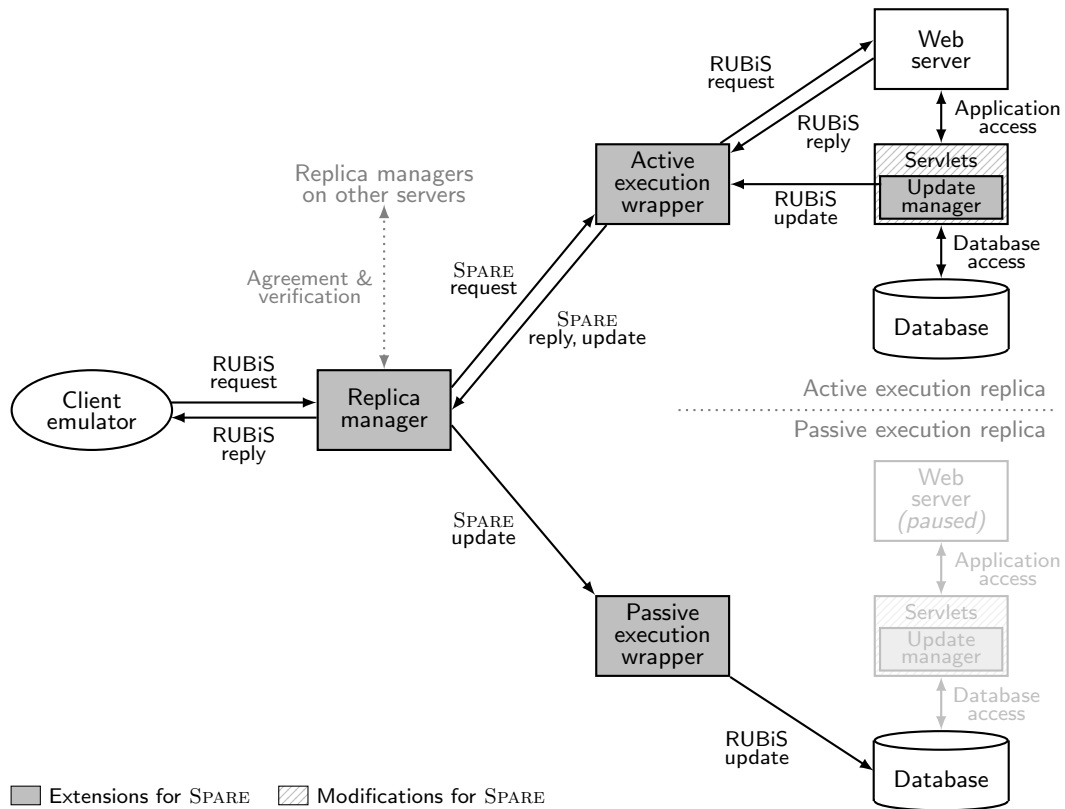 Web
server
RUBiS
request
RUBiS
reply
Application
access
Active
execution
wrapper
Servlets
Update
manager
RUBiS
update
Replica managers
on other servers
Database
access
Agreement &
verification
SPARE
request
SPARE
reply, update
Database
Client
emulator
RUBiS
request
RUBiS
reply
Replica
manager
Active execution replica
Passive execution replica
Web
server
(paused)
SPARE
update
Application
access
Passive
execution
wrapper
Servlets
Update
manager
Database
access
RUBiS
update
Database
Extensions for SPARE
Modifications for SPARE